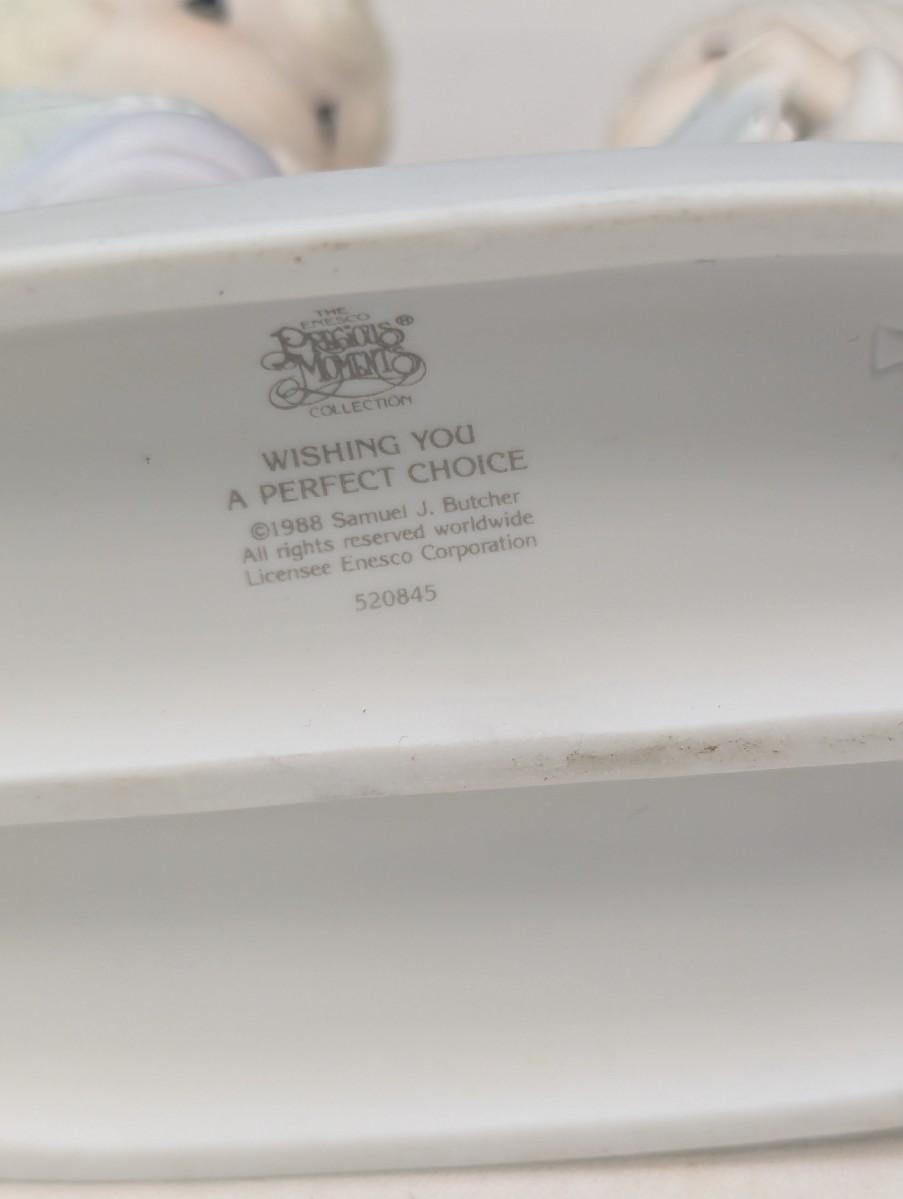 THE
ENESCO
PRECIOUS®
MOMENTS
COLLECTION
WISHING YOU
A PERFECT CHOICE
©1988 Samuel J. Butcher
All rights reserved worldwide
Licensee Enesco Corporation
520845